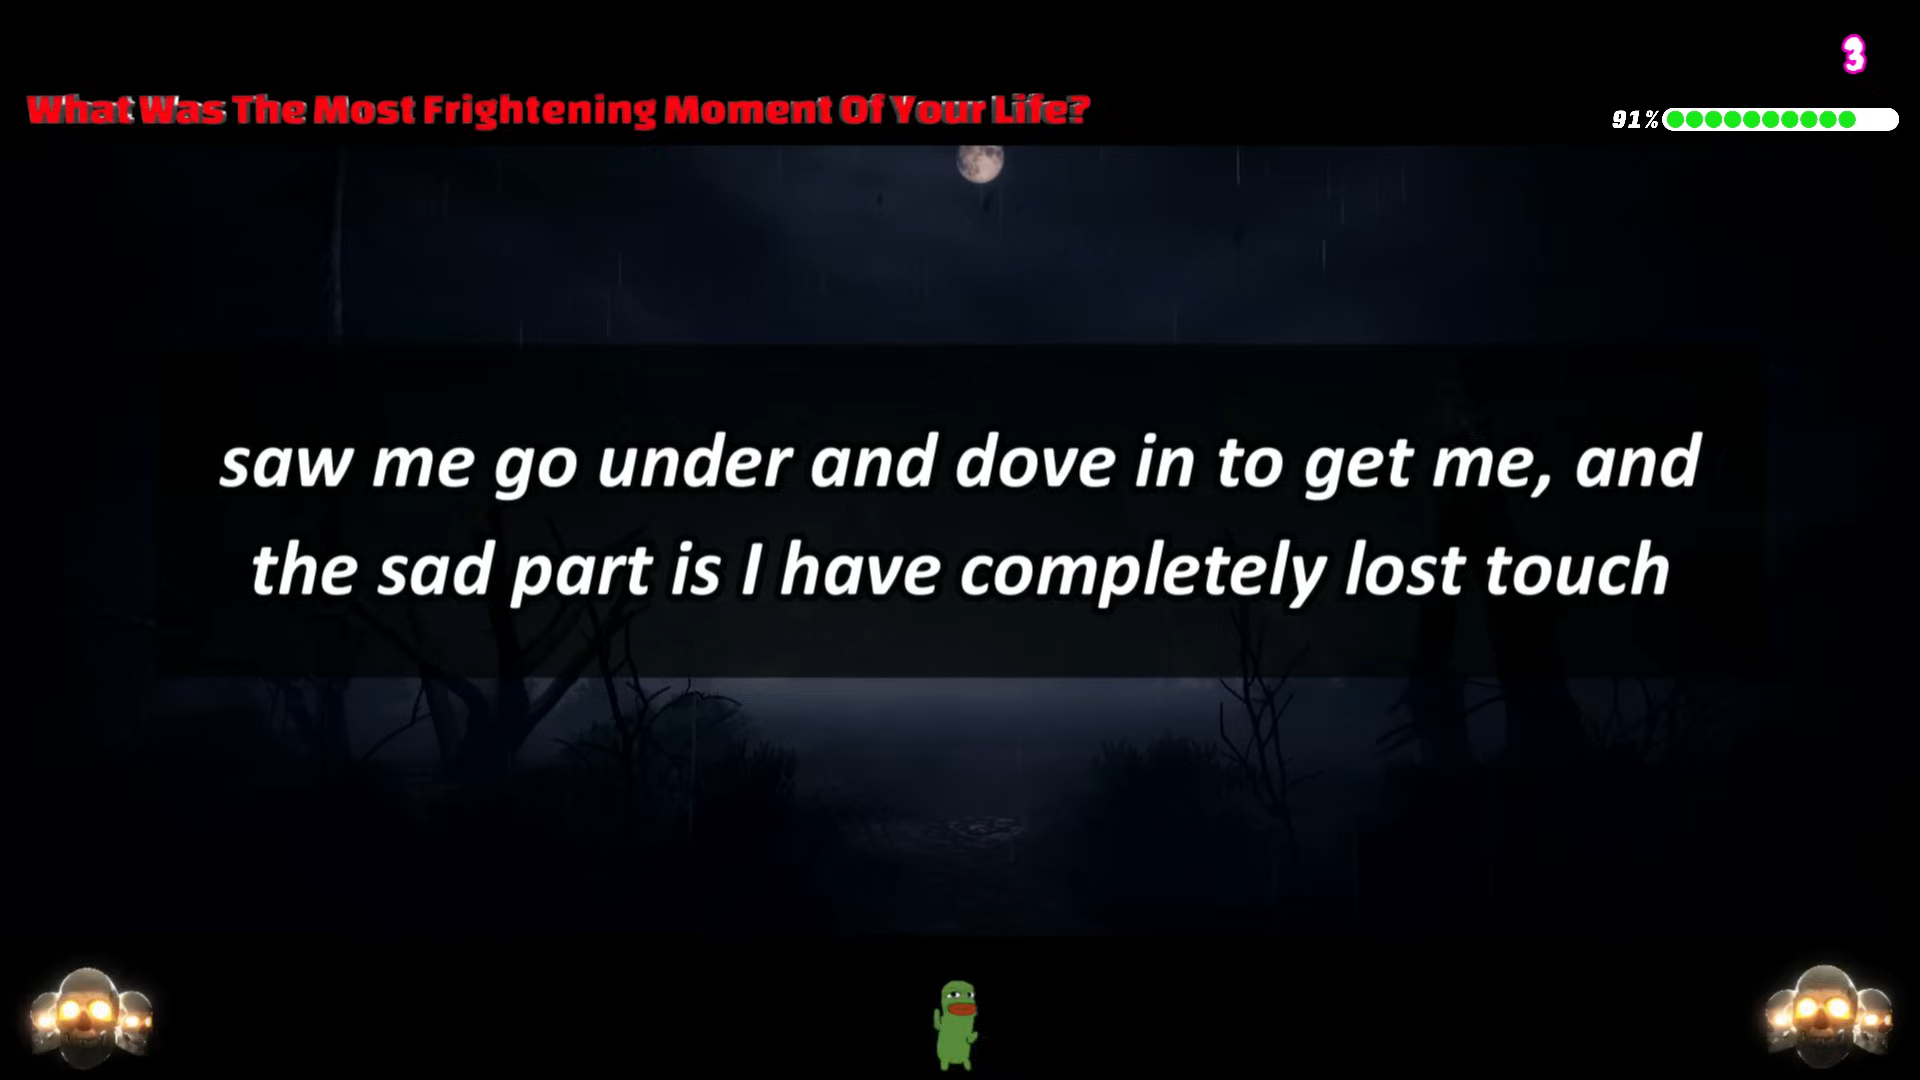 3
What Was The Most Frightening Moment Of Your Life?
91%
saw me go under and dove in to get me, and
the sad part is I have completely lost touch